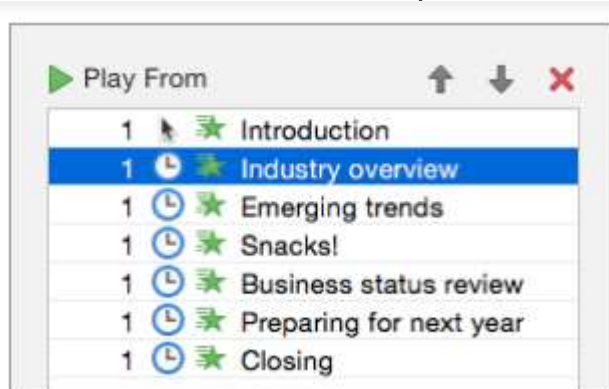 Play From
1 Introduction
1 Industry overview
1 Emerging trends
1 Snacks!
1 Business status review
1 Preparing for next year
1 Closing